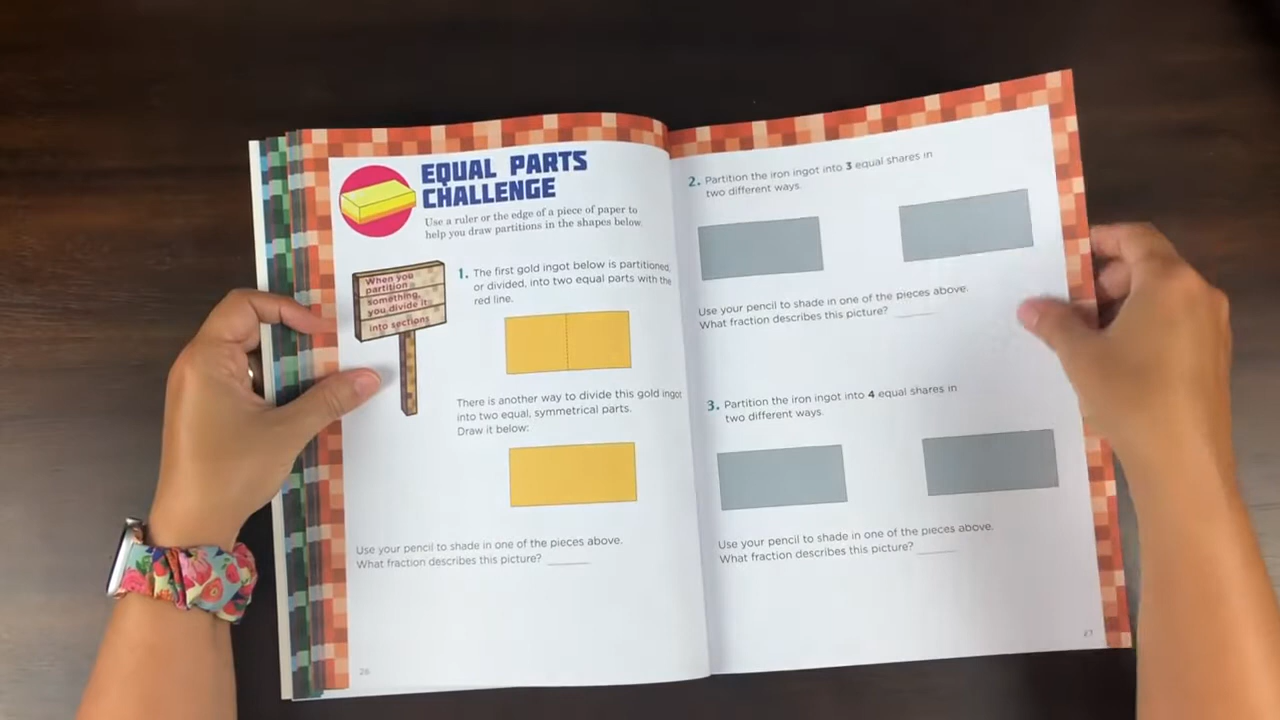 EQUAL PARTS
CHALLENGE
Use a ruler or the edge of a piece of paper to
help you draw partitions in the shapes below.
When you
partition
something,
you divide it
into sections
1. The first gold ingot below is partitioned,
or divided, into two equal parts with the
red line.
There is another way to divide this gold ingot
into two equal, symmetrical parts.
Draw it below:
Use your pencil to shade in one of the pieces above.
What fraction describes this picture? ______
26
2. Partition the iron ingot into 3 equal shares in
two different ways.
Use your pencil to shade in one of the pieces above.
What fraction describes this picture? ______
3. Partition the iron ingot into 4 equal shares in
two different ways.
Use your pencil to shade in one of the pieces above.
What fraction describes this picture? ______
27